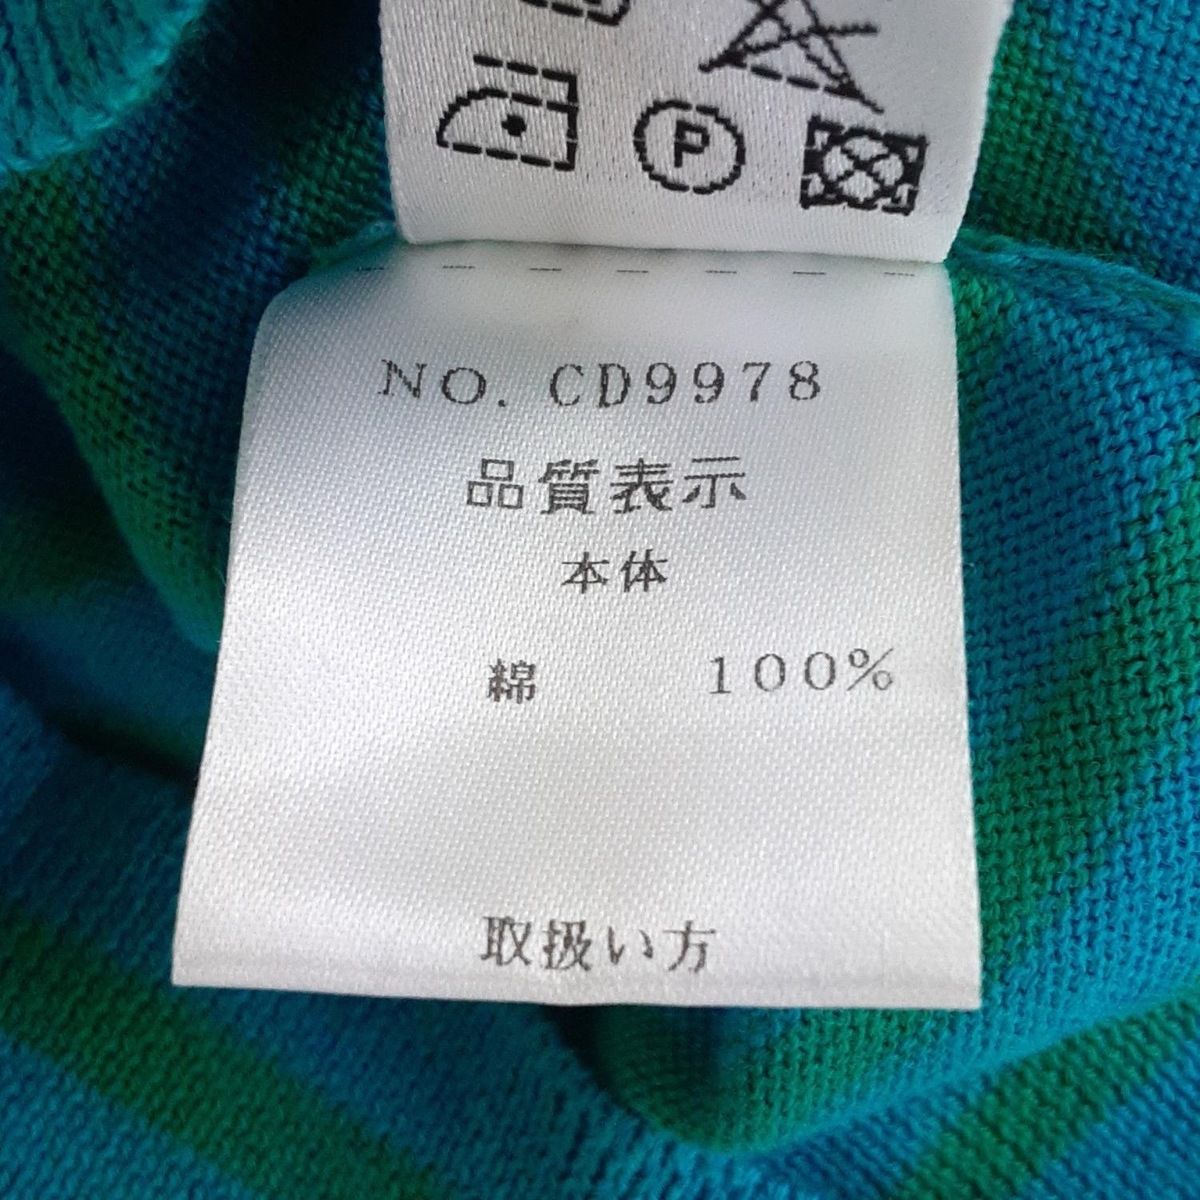 P
NO. CD9978
品質表示
本体
綿 100%
取扱い方